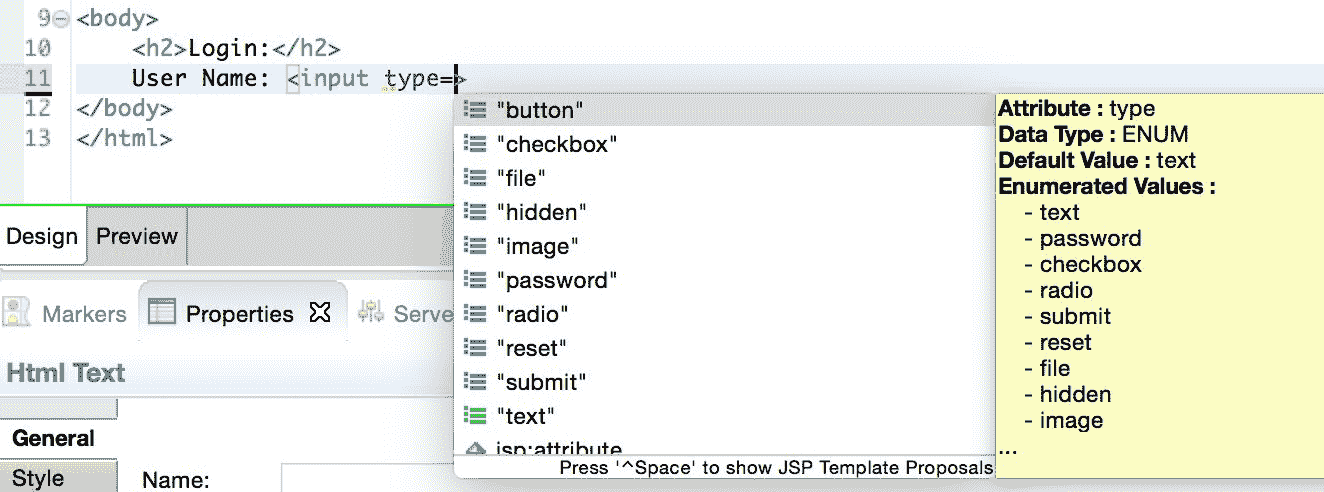 9 <body>
10 <h2>Login:</h2>
11 User Name: <input type=>
12 </body>
13 </html>
"button"
"checkbox"
"file"
"hidden"
"image"
"password"
"radio"
"reset"
"submit"
"text"
jsp:attribute
Press '^Space' to show JSP Template Proposals
Attribute : type
Data Type : ENUM
Default Value : text
Enumerated Values :
- text
- password
- checkbox
- radio
- submit
- reset
- file
- hidden
- image
...
Design Preview
Markers Properties Serve
Html Text
General
Style
Name: